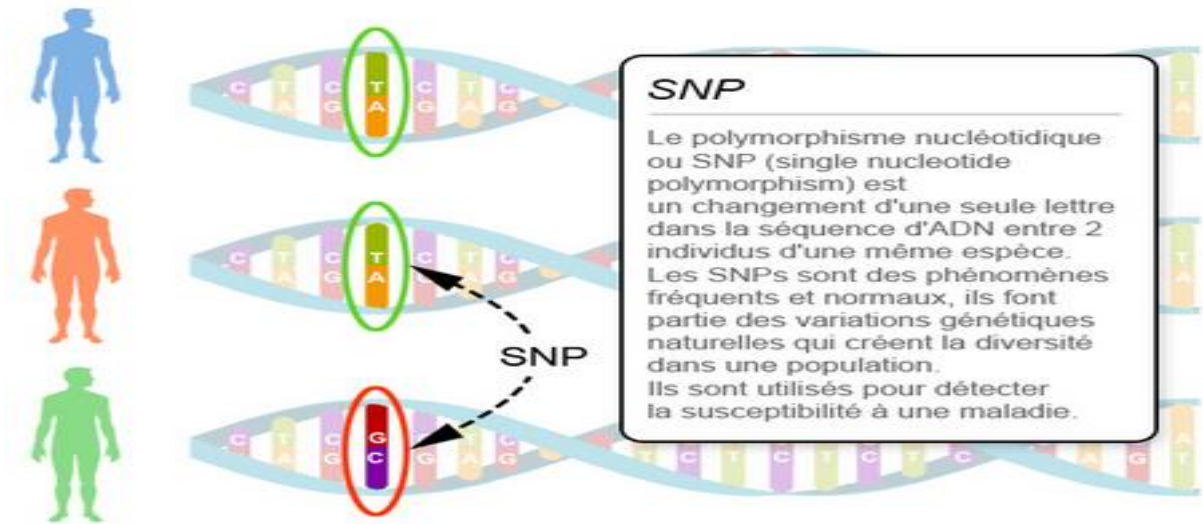 C T C T C T C
A G A G A G
SNP
Le polymorphisme nucléotidique
ou SNP (single nucleotide
polymorphism) est
un changement d'une seule lettre
dans la séquence d'ADN entre 2
individus d'une même espèce.
Les SNPs sont des phénomènes
fréquents et normaux, ils font
partie des variations génétiques
naturelles qui créent la diversité
dans une population.
Ils sont utilisés pour détecter
la susceptibilité à une maladie.
T
A
C T C T C T C
A G A G A G
SNP
C T C G T C
A G C G A G
T C T C T C T C
A G
A
T